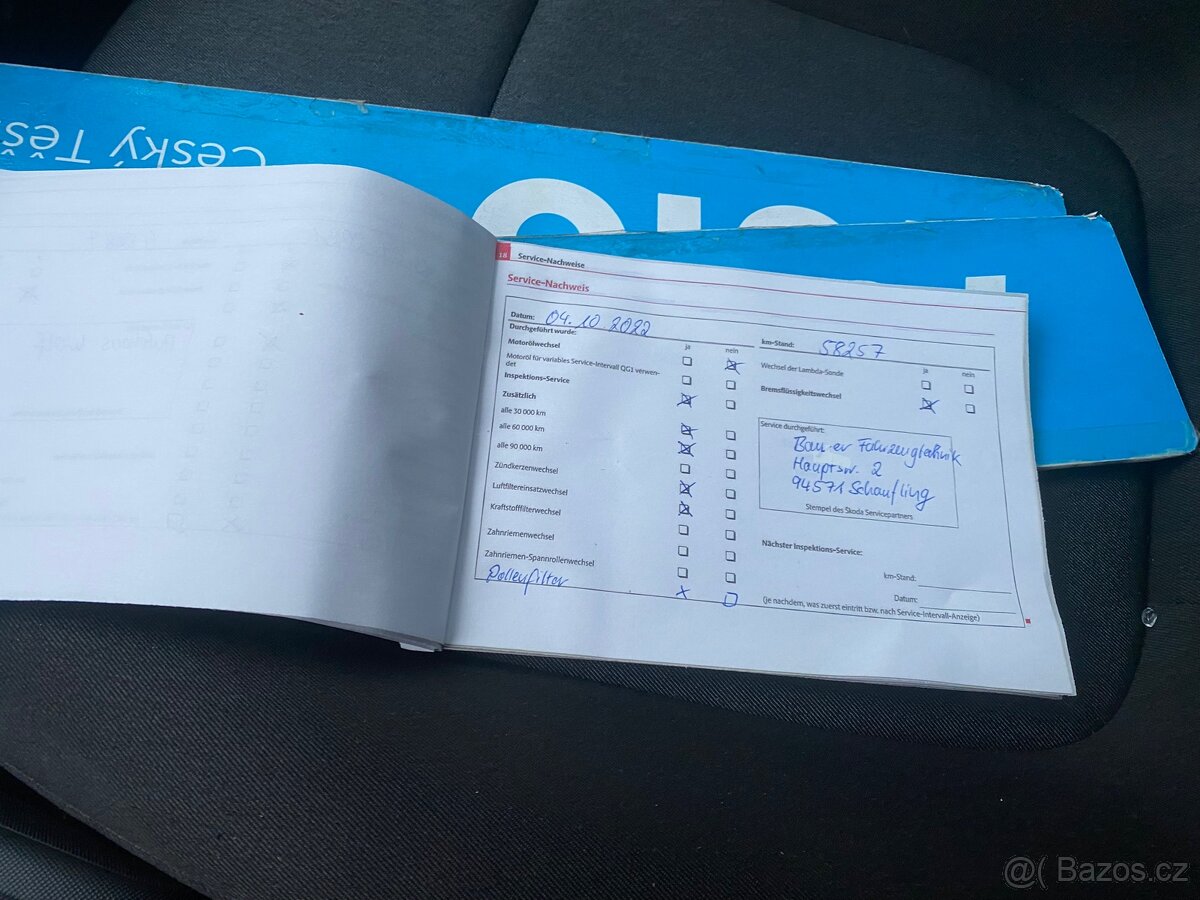 Český Těš
18 Service-Nachweise
Service-Nachweis
Datum: 04.10.2022
Durchgeführt wurde:
ja nein
Motorölwechsel
Motoröl für variables Service-Intervall QG1 verwen-
det
Inspektions-Service
Zusätzlich
alle 30 000 km
alle 60 000 km
alle 90 000 km
Zündkerzenwechsel
Luftfiltereinsatzwechsel
Kraftstofffilterwechsel
Zahnriemenwechsel
Zahnriemen-Spannrollenwechsel
Pollenfilter
km-Stand: 58257
ja nein
Wechsel der Lambda-Sonde
Bremsflüssigkeitswechsel
Service durchgeführt:
Bau-er Fahrzeugtechnik
Hauptstr. 2
94571 Schaufling
Stempel des Škoda Servicepartners
Nächster Inspektions-Service:
km-Stand:
Datum:
(je nachdem, was zuerst eintritt bzw. nach Service-Intervall-Anzeige)
@( Bazos.cz